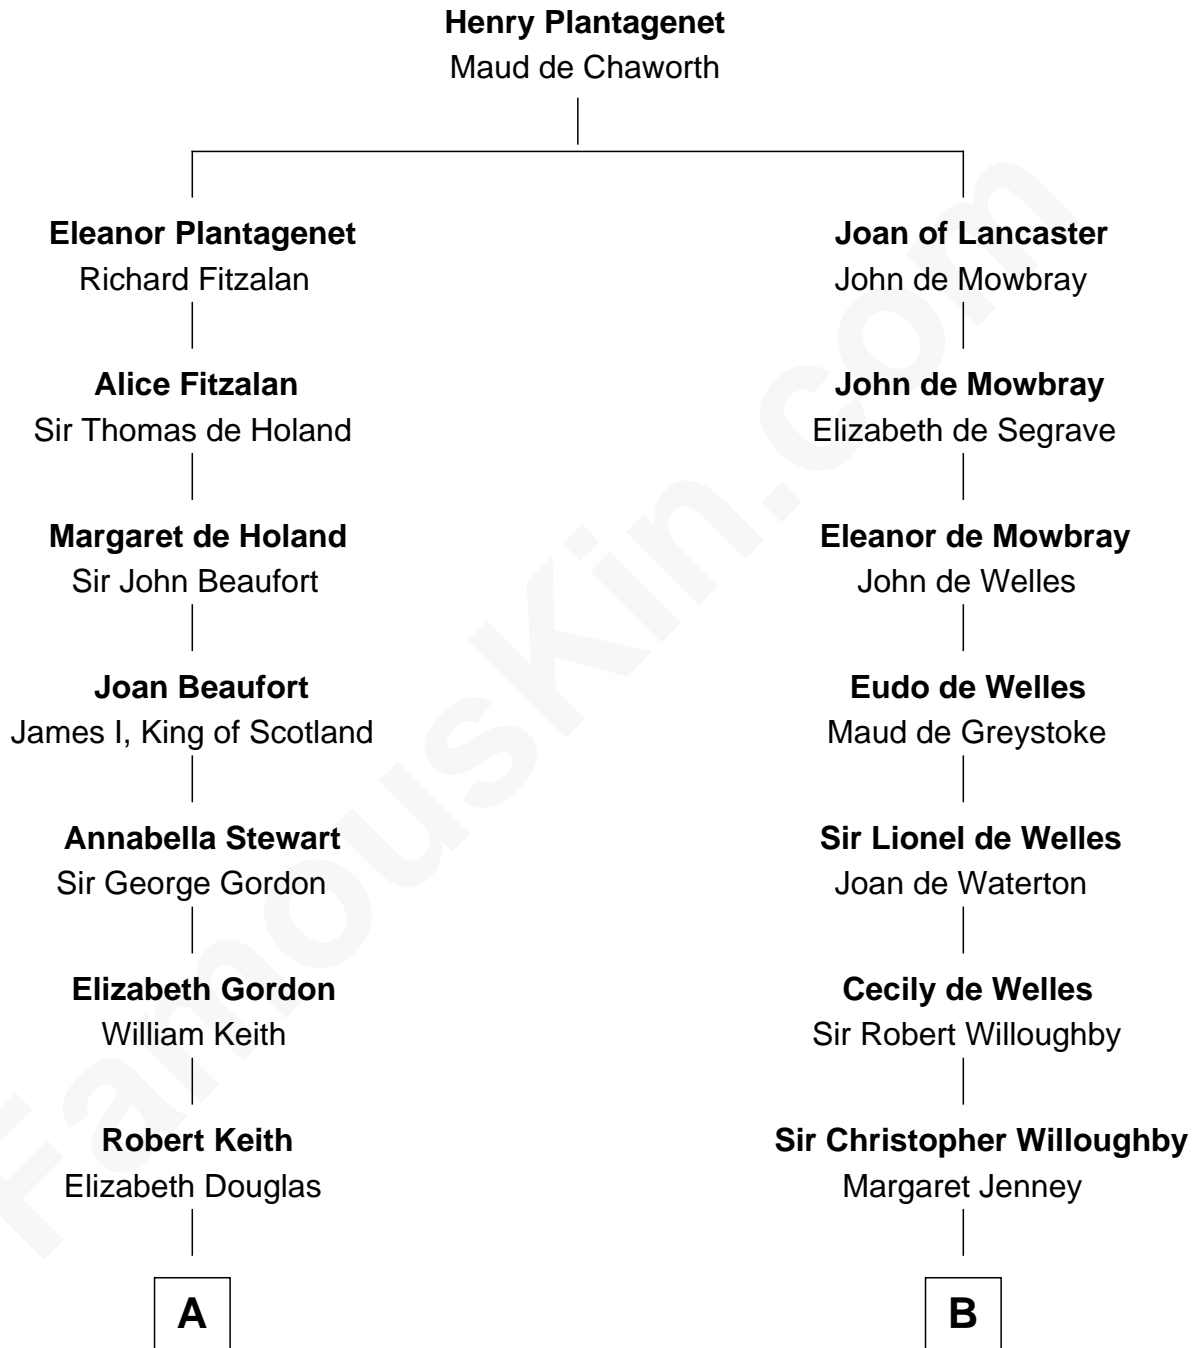 Henry Plantagenet
Maud de Chaworth
Eleanor Plantagenet
Richard Fitzalan
Joan of Lancaster
John de Mowbray
Alice Fitzalan
Sir Thomas de Holand
John de Mowbray
Elizabeth de Segrave
Margaret de Holand
Sir John Beaufort
Eleanor de Mowbray
John de Welles
Joan Beaufort
James I, King of Scotland
Eudo de Welles
Maud de Greystoke
Annabella Stewart
Sir George Gordon
Sir Lionel de Welles
Joan de Waterton
Elizabeth Gordon
William Keith
Cecily de Welles
Sir Robert Willoughby
Robert Keith
Elizabeth Douglas
Sir Christopher Willoughby
Margaret Jenney
A
B
FamousKin.com